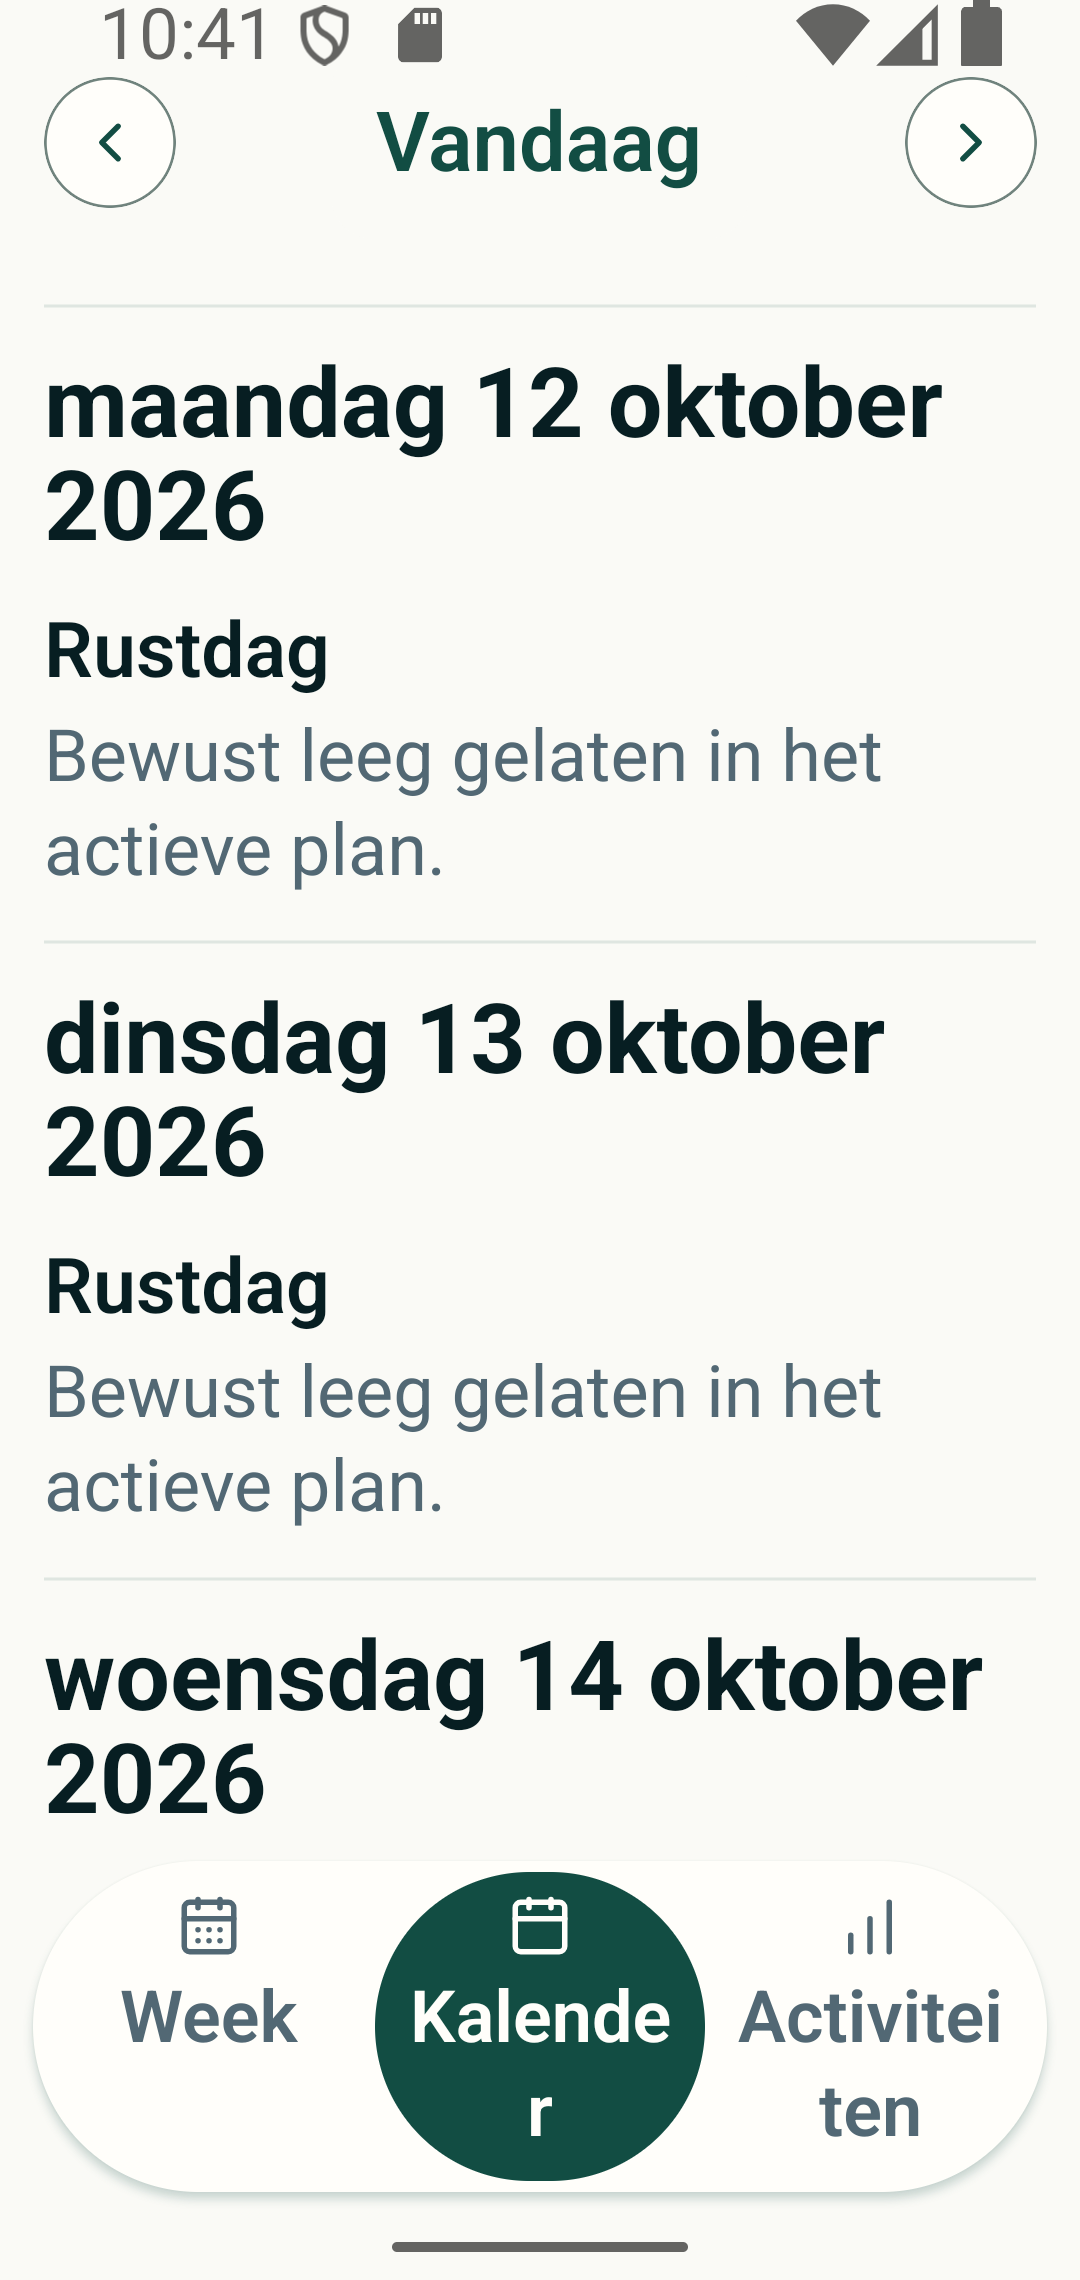 10:41
Vandaag
maandag 12 oktober
2026
Rustdag
Bewust leeg gelaten in het
actieve plan.
dinsdag 13 oktober
2026
Rustdag
Bewust leeg gelaten in het
actieve plan.
woensdag 14 oktober
2026
Week
Kalende
r
Activitei
ten